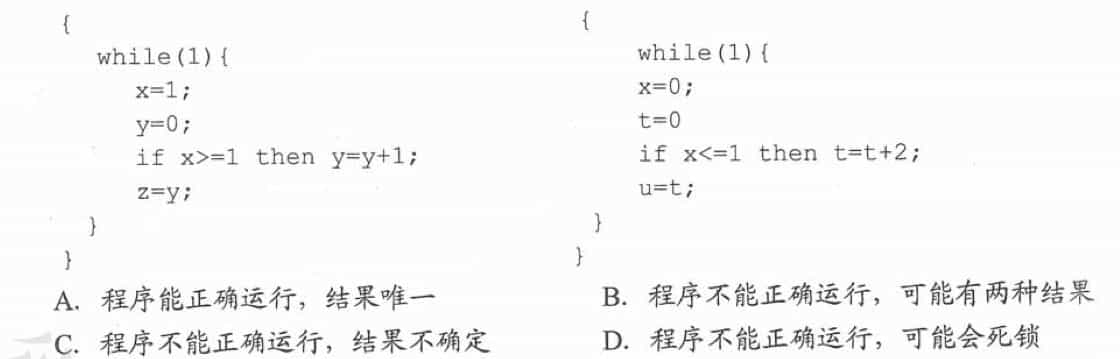 {
while(1){
x=1;
y=0;
if x>=1 then y=y+1;
z=y;
}
}
{
while(1){
x=0;
t=0
if x<=1 then t=t+2;
u=t;
}
}
A. 程序能正确运行，结果唯一
B. 程序不能正确运行，可能有两种结果
C. 程序不能正确运行，结果不确定
D. 程序不能正确运行，可能会死锁